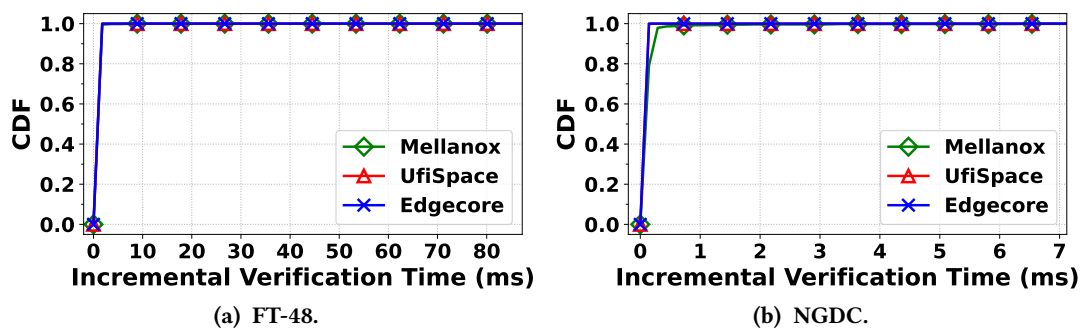 CDF
1.0
0.8
0.6
0.4
0.2
0.0
Mellanox
UfiSpace
Edgecore
0 10 20 30 40 50 60 70 80
Incremental Verification Time (ms)
(a) FT-48.
CDF
1.0
0.8
0.6
0.4
0.2
0.0
Mellanox
UfiSpace
Edgecore
0 1 2 3 4 5 6 7
Incremental Verification Time (ms)
(b) NGDC.